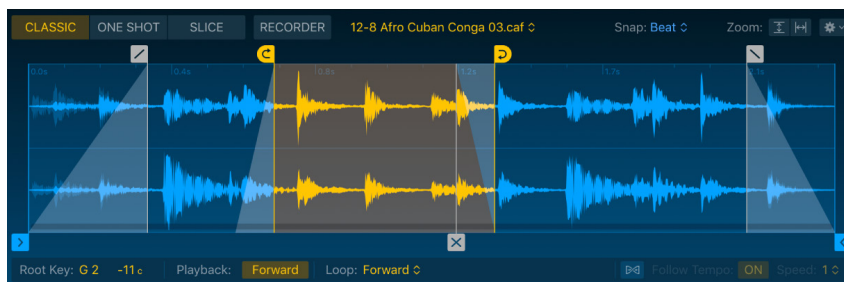 CLASSIC ONE SHOT SLICE RECORDER 12-8 Afro Cuban Conga 03.caf Snap: Beat Zoom:
0.0s 0.4s 0.8s 1.2s 1.7s 2.1s
Root Key: G 2 -11 c Playback: Forward Loop: Forward Follow Tempo: ON Speed: 1